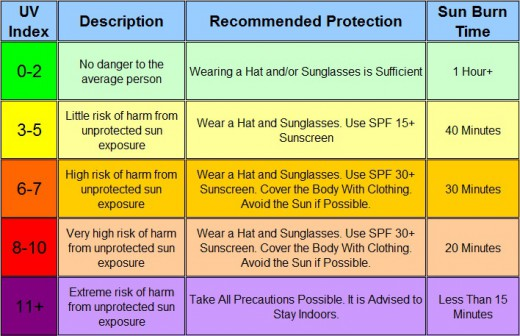 UV
Index
Description
Recommended Protection
Sun Burn
Time
0-2
No danger to the
average person
Wearing a Hat and/or Sunglasses is Sufficient
1 Hour+
3-5
Little risk of harm from
unprotected sun
exposure
Wear a Hat and Sunglasses. Use SPF 15+
Sunscreen
40 Minutes
6-7
High risk of harm from
unprotected sun
exposure
Wear a Hat and Sunglasses. Use SPF 30+
Sunscreen. Cover the Body With Clothing.
Avoid the Sun if Possible.
30 Minutes
8-10
Very high risk of harm
from unprotected sun
exposure
Wear a Hat and Sunglasses. Use SPF 30+
Sunscreen. Cover the Body With Clothing.
Avoid the Sun if Possible.
20 Minutes
11+
Extreme risk of harm
from unprotected sun
exposure
Take All Precautions Possible. It is Advised to
Stay Indoors.
Less Than 15
Minutes